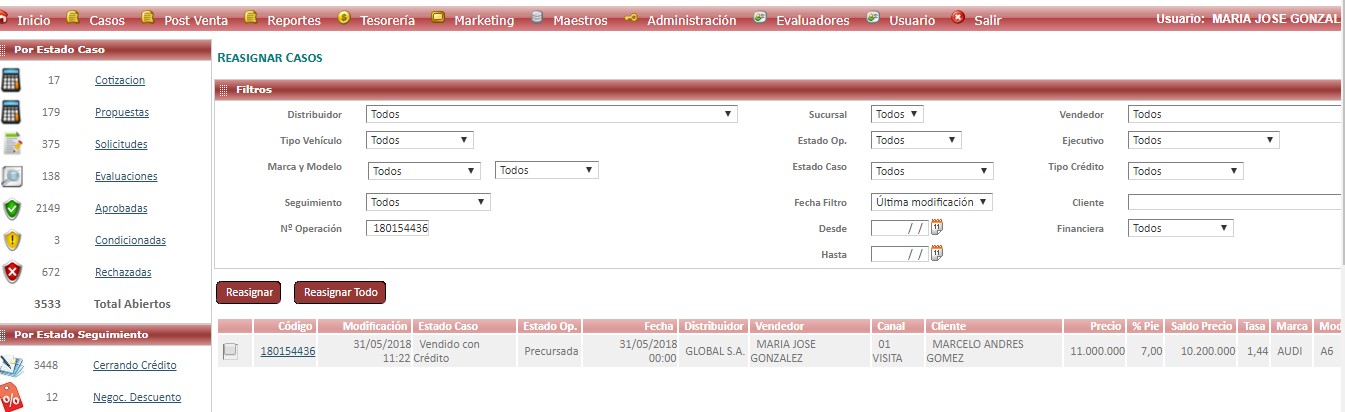 Inicio Casos Post Venta Reportes Tesorería Marketing Maestros Administración Evaluadores Usuario Salir Usuario: MARIA JOSE GONZAL
Por Estado Caso
17 Cotizacion
179 Propuestas
375 Solicitudes
138 Evaluaciones
2149 Aprobadas
3 Condicionadas
672 Rechazadas
3533 Total Abiertos
Por Estado Seguimiento
3448 Cerrando Crédito
12 Negoc. Descuento
REASIGNAR CASOS
Filtros
Distribuidor Todos Sucursal Todos Vendedor Todos
Tipo Vehículo Todos Estado Op. Todos Ejecutivo Todos
Marca y Modelo Todos Todos Estado Caso Todos Tipo Crédito Todos
Seguimiento Todos Fecha Filtro Última modificación Cliente
Nº Operación 180154436 Desde / / Financiera Todos
Hasta / /
Reasignar Reasignar Todo
Código Modificación Estado Caso Estado Op. Fecha Distribuidor Vendedor Canal Cliente Precio % Pie Saldo Precio Tasa Marca Mod
180154436 31/05/2018 11:22 Vendido con Crédito Precursada 31/05/2018 00:00 GLOBAL S.A. MARIA JOSE GONZALEZ 01 VISITA MARCELO ANDRES GOMEZ 11.000.000 7,00 10.200.000 1,44 AUDI A6